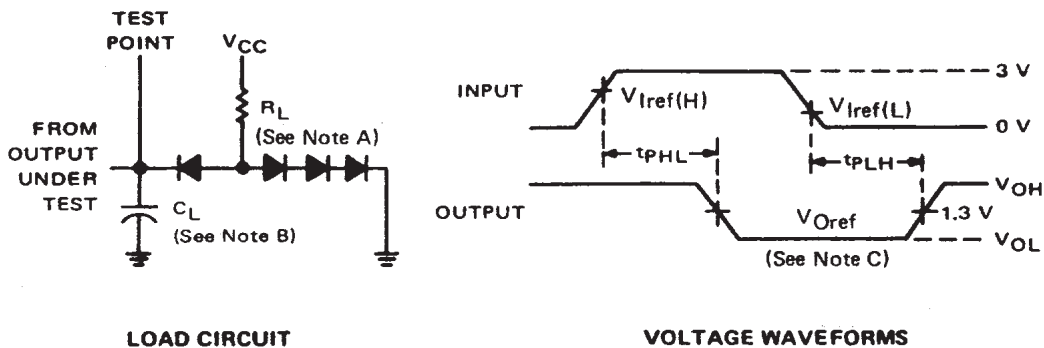 TEST
POINT
VCC
RL
(See Note A)
FROM
OUTPUT
UNDER
TEST
CL
(See Note B)
LOAD CIRCUIT
INPUT
VIref(H)
VIref(L)
3 V
0 V
tPHL
tPLH
OUTPUT
VOref
(See Note C)
VOH
1.3 V
VOL
VOLTAGE WAVEFORMS